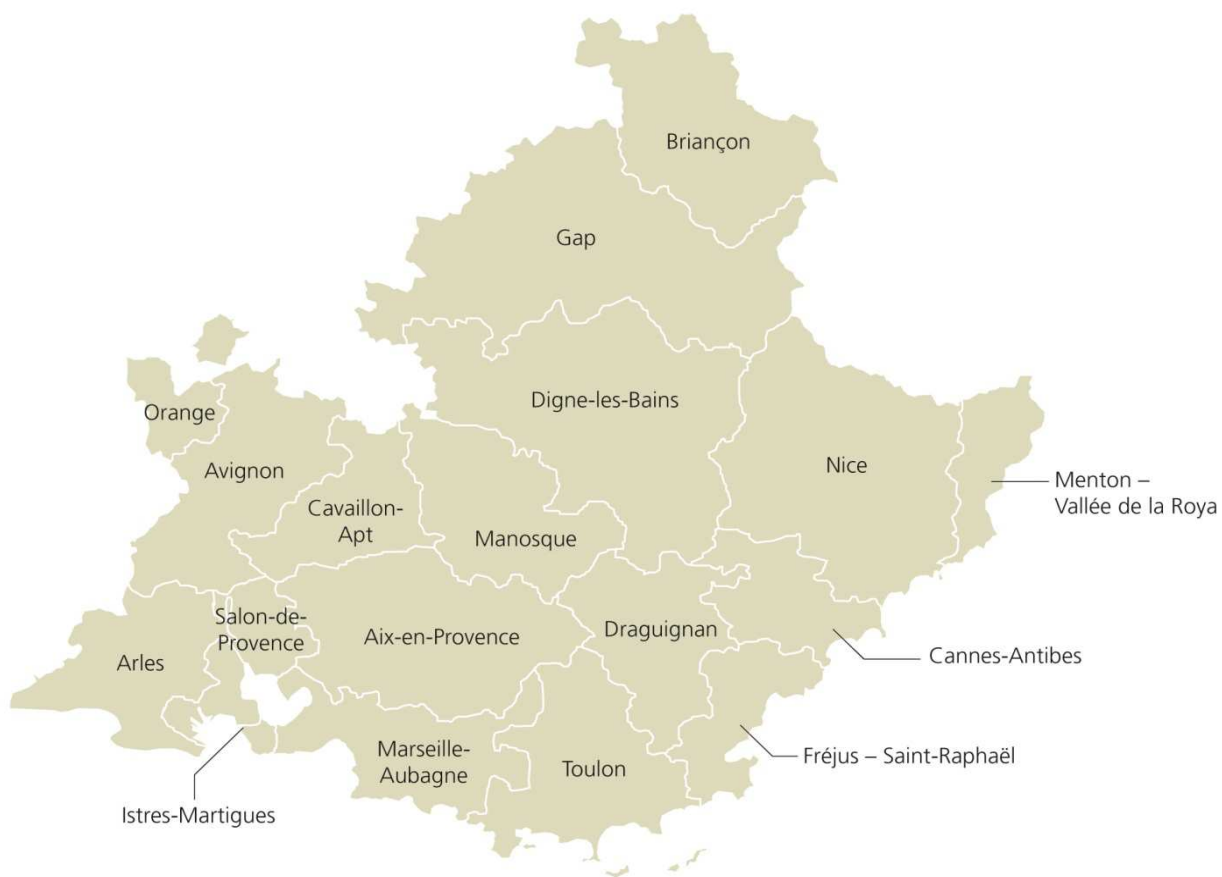 Briançon
Gap
Digne-les-Bains
Orange
Avignon
Nice
Menton –
Vallée de la Roya
Cavaillon-
Apt
Manosque
Salon-de-
Provence
Aix-en-Provence
Draguignan
Arles
Cannes-Antibes
Marseille-
Aubagne
Toulon
Fréjus – Saint-Raphaël
Istres-Martigues